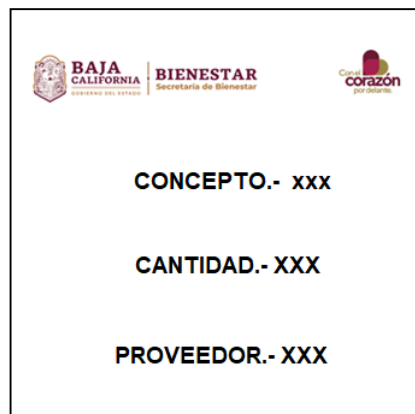 BAJA
CALIFORNIA
GOBIERNO DEL ESTADO
BIENESTAR
Secretaría de Bienestar
Con el
corazón
por delante.
CONCEPTO.- xxx
CANTIDAD.- XXX
PROVEEDOR.- XXX